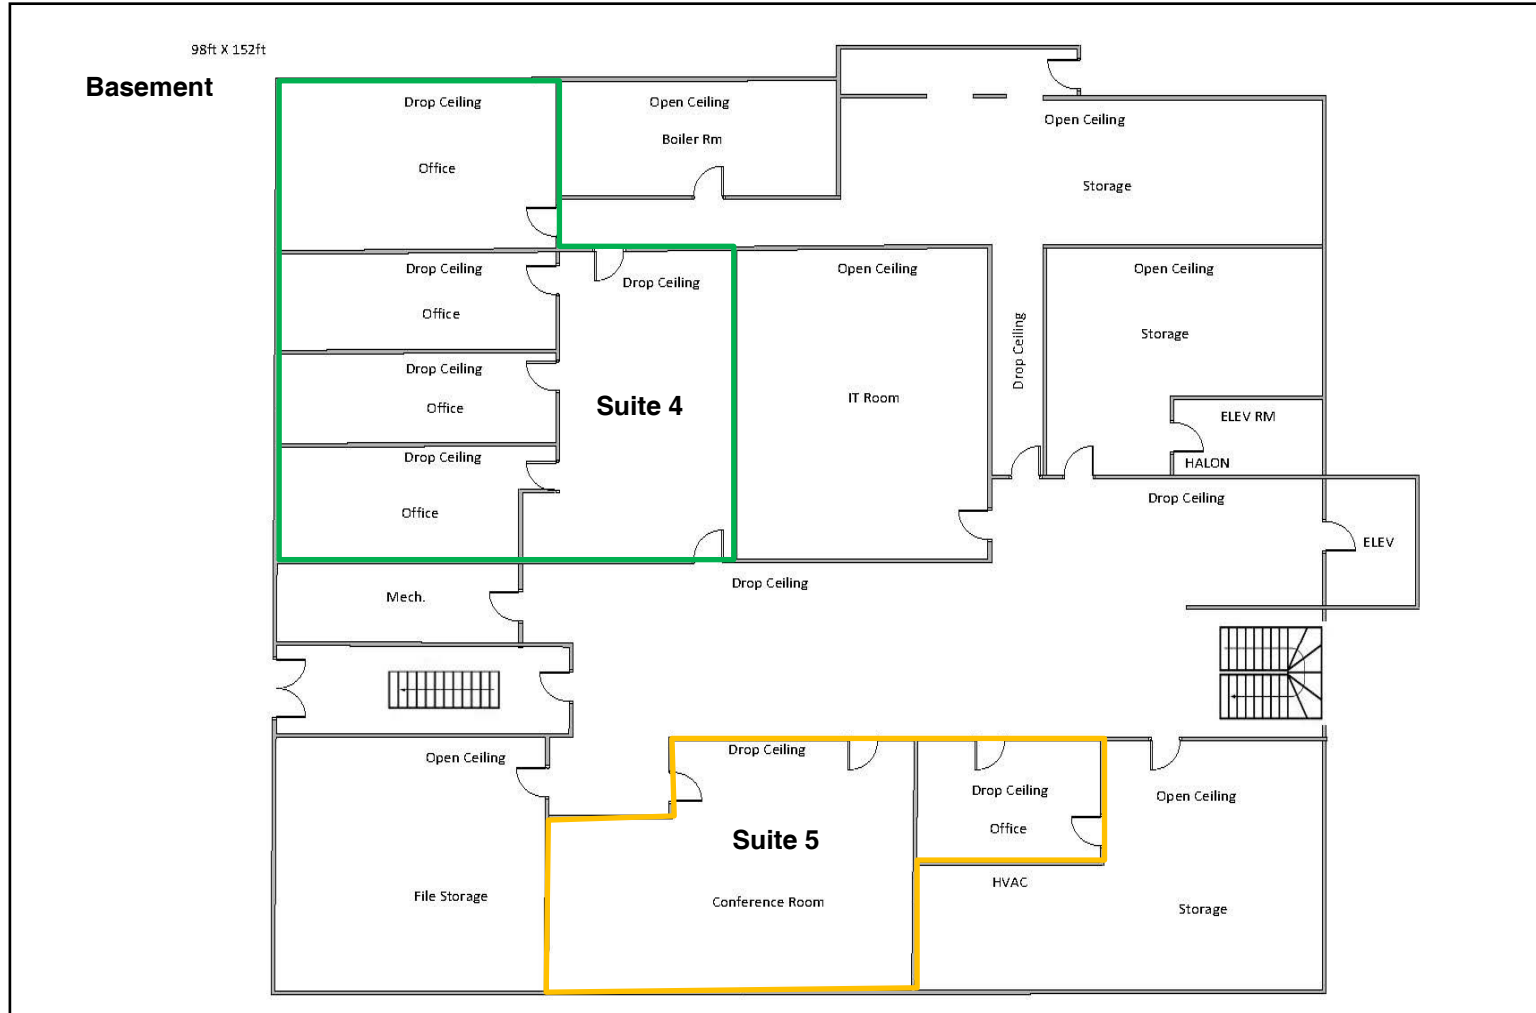 98ft X 152ft
Basement
Drop Ceiling
Office
Open Ceiling
Boiler Rm
Open Ceiling
Storage
Drop Ceiling
Office
Drop Ceiling
Open Ceiling
Drop Ceiling
Open Ceiling
Storage
Drop Ceiling
Office
Suite 4
IT Room
ELEV RM
HALON
Drop Ceiling
Office
Drop Ceiling
ELEV
Drop Ceiling
Mech.
Open Ceiling
File Storage
Drop Ceiling
Suite 5
Conference Room
Drop Ceiling
Office
HVAC
Open Ceiling
Storage